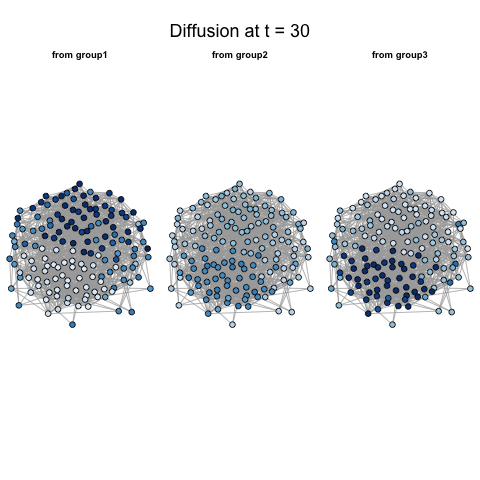 Diffusion at t = 30
from group1
from group2
from group3